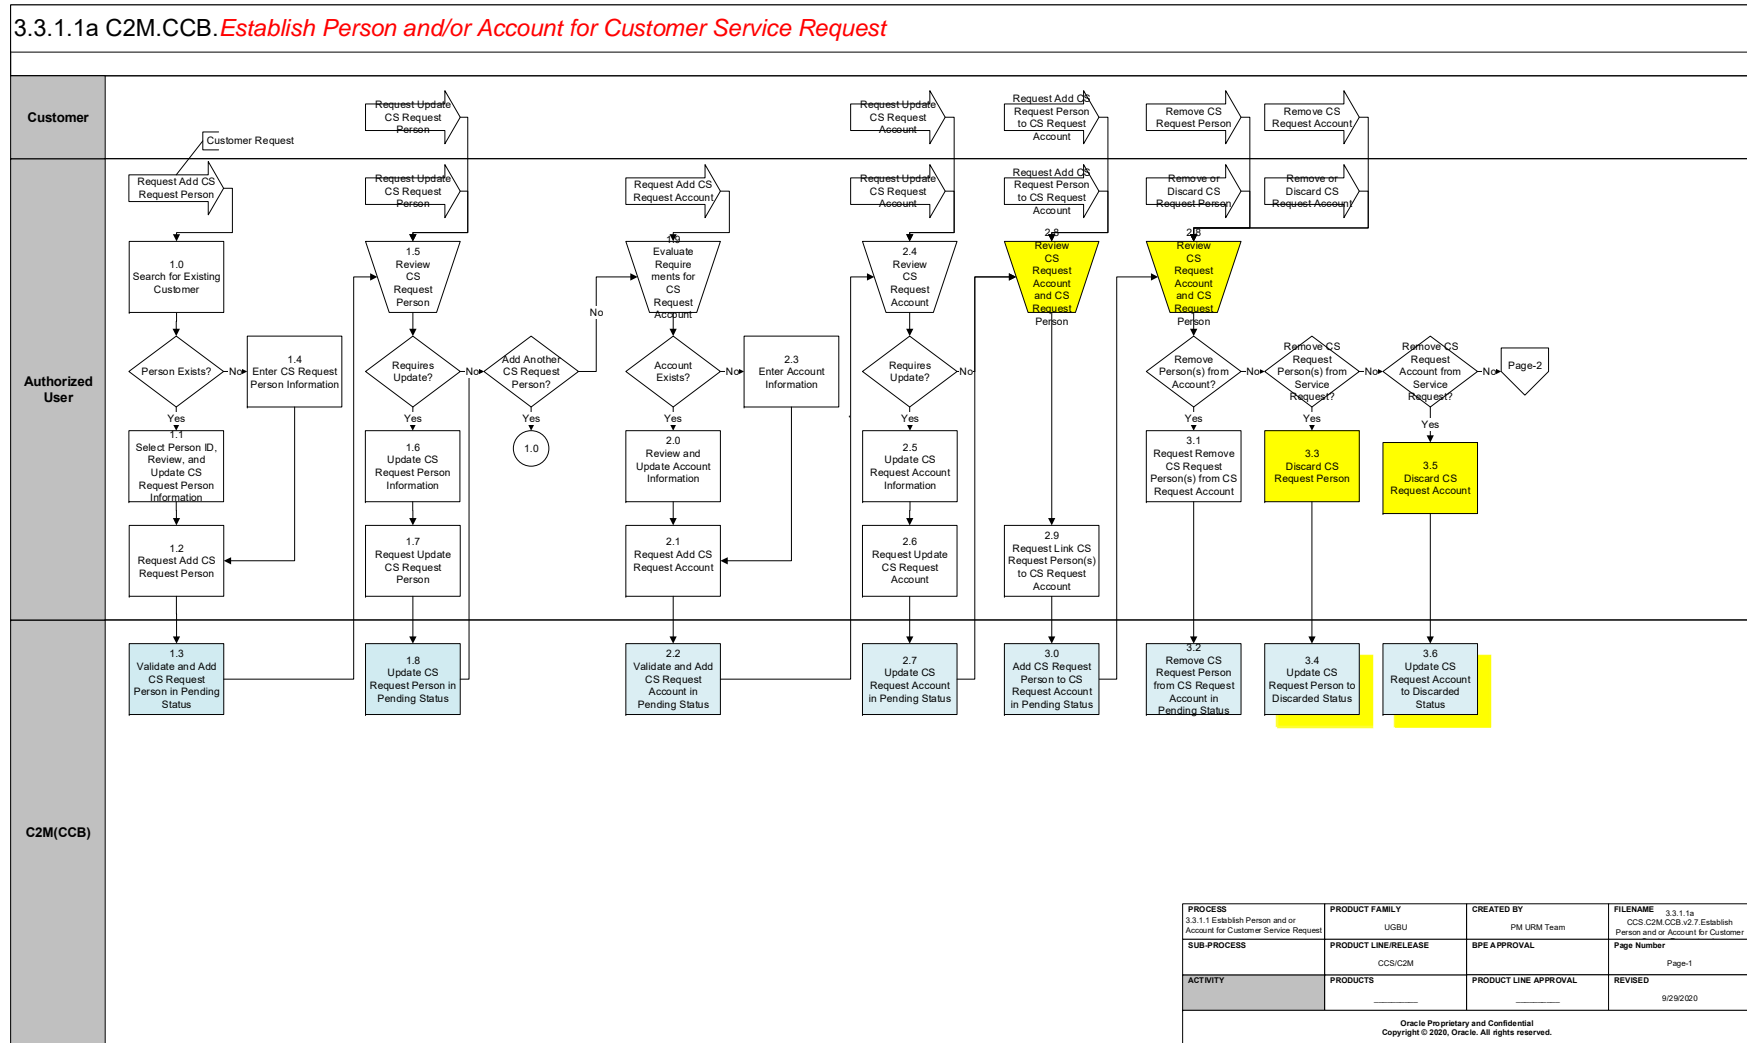 3.3.1.1a C2M.CCB.Establish Person and/or Account for Customer Service Request
Customer
Request Update
CS Request
Person
Request Update
CS Request
Account
Request Add CS
Request Person
to CS Request
Account
Remove CS
Request Person
Remove CS
Request Account
Customer Request
Authorized
User
Request Add CS
Request Person
Request Update
CS Request
Person
Request Add CS
Request Account
Request Update
CS Request
Account
Request Add CS
Request Person
to CS Request
Account
Remove or
Discard CS
Request Person
Remove or
Discard CS
Request Account
1.0
Search for Existing
Customer
1.5
Review
CS
Request
Person
1.9
Evaluate
Require
ments for
CS
Request
Account
2.4
Review
CS
Request
Account
2.8
Review
CS
Request
Account
and CS
Request
Person
2.8
Review
CS
Request
Account
and CS
Request
Person
No
Person Exists?
No
1.4
Enter CS Request
Person Information
Requires
Update?
No
Add Another
CS Request
Person?
Account
Exists?
No
2.3
Enter Account
Information
Requires
Update?
No
Remove
Person(s) from
Account?
No
Remove CS
Request
Person(s) from
Service
Request?
No
Remove CS
Request
Account from
Service
Request?
No
Page-2
Yes
Yes
Yes
Yes
Yes
Yes
Yes
Yes
1.1
Select Person ID,
Review, and
Update CS
Request Person
Information
1.6
Update CS
Request Person
Information
1.0
2.0
Review and
Update Account
Information
2.5
Update CS
Request Account
Information
3.1
Request Remove
CS Request
Person(s) from CS
Request Account
3.3
Discard CS
Request Person
3.5
Discard CS
Request Account
1.2
Request Add CS
Request Person
1.7
Request Update
CS Request
Person
2.1
Request Add CS
Request Account
2.6
Request Update
CS Request
Account
2.9
Request Link CS
Request Person(s)
to CS Request
Account
C2M(CCB)
1.3
Validate and Add
CS Request
Person in Pending
Status
1.8
Update CS
Request Person in
Pending Status
2.2
Validate and Add
CS Request
Account in
Pending Status
2.7
Update CS
Request Account
in Pending Status
3.0
Add CS Request
Person to CS
Request Account
in Pending Status
3.2
Remove CS
Request Person
from CS Request
Account in
Pending Status
3.4
Update CS
Request Person to
Discarded Status
3.6
Update CS
Request Account
to Discarded
Status
PROCESS
3.3.1.1 Establish Person and or
Account for Customer Service Request
PRODUCT FAMILY
UGBU
CREATED BY
PM URM Team
FILENAME
3.3.1.1a
CCS.C2M.CCB.v2.7.Establish
Person and or Account for Customer
SUB-PROCESS
PRODUCT LINE/RELEASE
CCS/C2M
BPE APPROVAL
Page Number
Page-1
ACTIVITY
PRODUCTS
PRODUCT LINE APPROVAL
REVISED
9/29/2020
Oracle Proprietary and Confidential
Copyright © 2020, Oracle. All rights reserved.